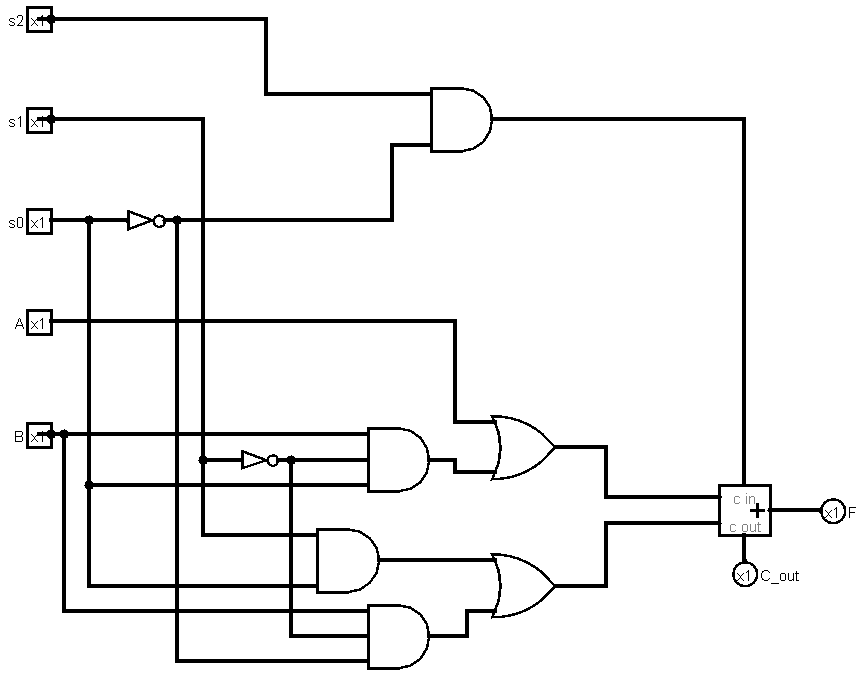 s2 x1
s1 x1
s0 x1
A x1
B x1
c in
+
c out
x1 F
x1 C_out